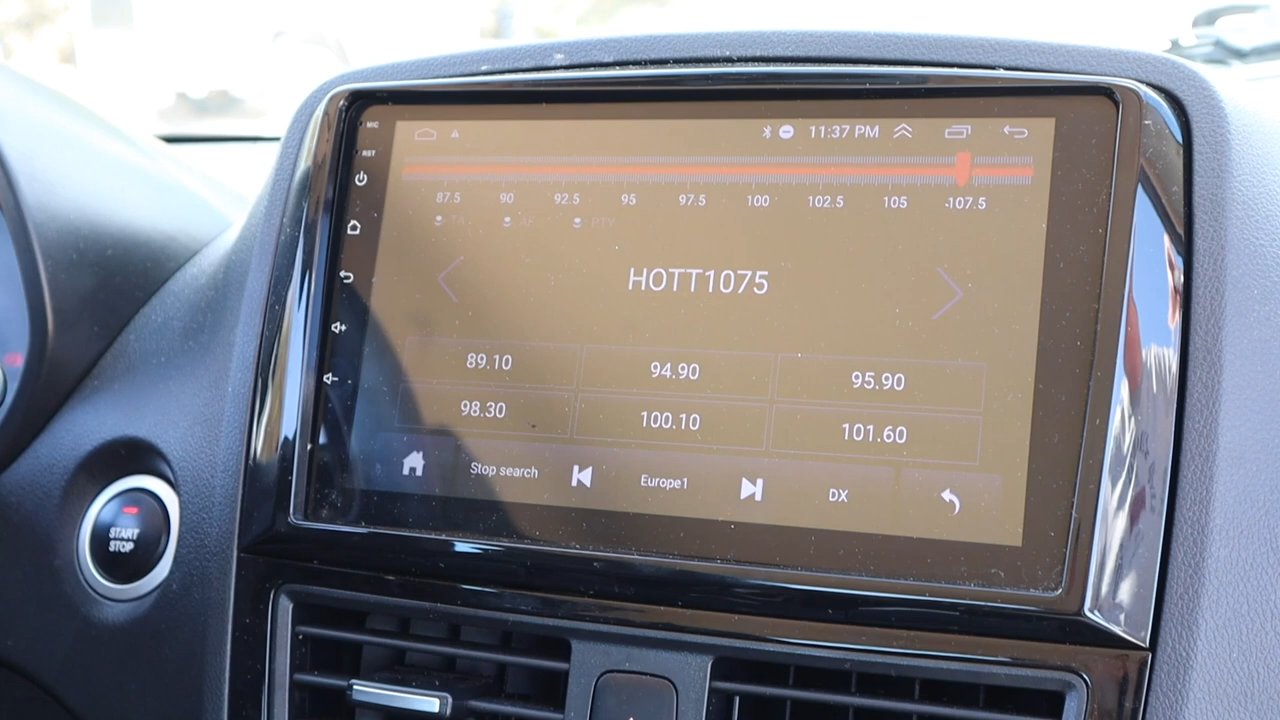 MIC
11:37 PM
RST
87.5 90 92.5 95 97.5 100 102.5 105 107.5
TA AF PTY
HOTT1075
89.10 94.90 95.90
98.30 100.10 101.60
Stop search Europe1 DX
START
STOP